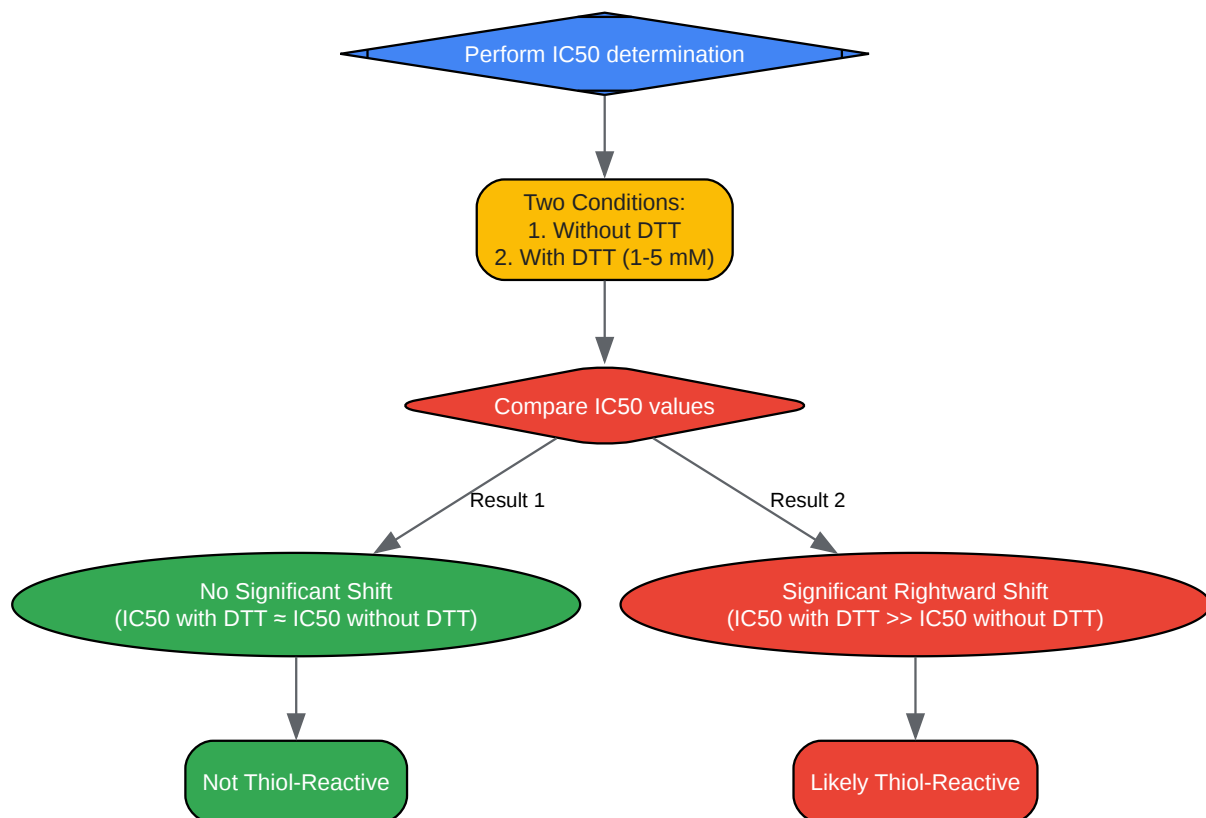 Perform IC50 determination
Two Conditions:
1. Without DTT
2. With DTT (1-5 mM)
Compare IC50 values
Result 1
Result 2
No Significant Shift
(IC50 with DTT ≈ IC50 without DTT)
Significant Rightward Shift
(IC50 with DTT >> IC50 without DTT)
Not Thiol-Reactive
Likely Thiol-Reactive